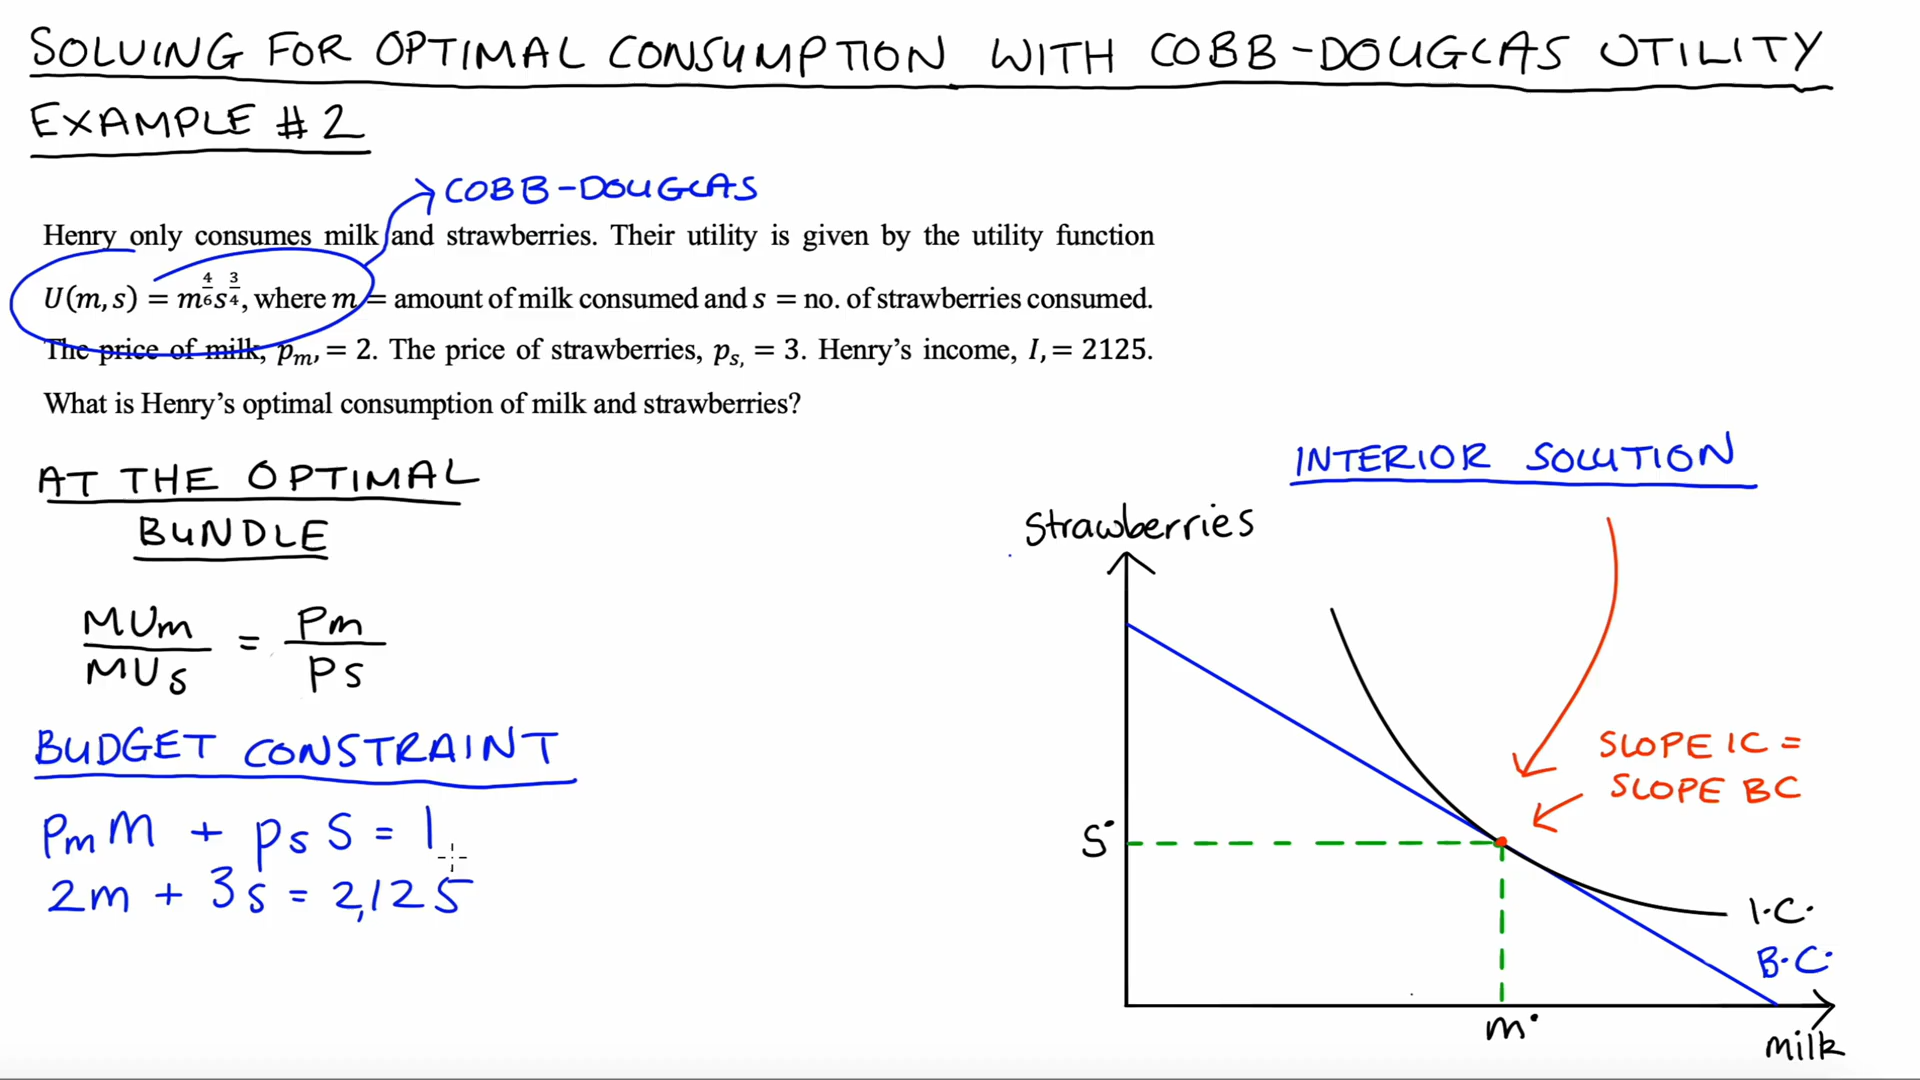 SOLVING FOR OPTIMAL CONSUMPTION WITH COBB-DOUGLAS UTILITY
EXAMPLE #2
COBB-DOUGLAS
Henry only consumes milk and strawberries. Their utility is given by the utility function
U(m, s) = m^{4/6}s^{3/4}, where m = amount of milk consumed and s = no. of strawberries consumed.
The price of milk, p_m, = 2. The price of strawberries, p_s, = 3. Henry's income, I, = 2125.
What is Henry's optimal consumption of milk and strawberries?
AT THE OPTIMAL
BUNDLE
MUm/MUs = Pm/Ps
BUDGET CONSTRAINT
Pm M + Ps S = I
2m + 3s = 2,125
INTERIOR SOLUTION
Strawberries
SLOPE IC =
SLOPE BC
S*
I.C.
B.C.
m*
milk